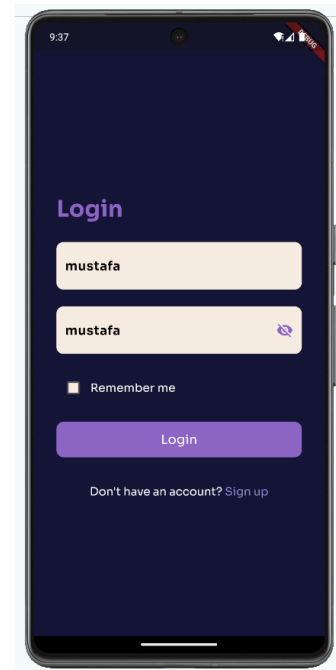 9:37
DEBUG
Login
mustafa
mustafa
Remember me
Login
Don't have an account? Sign up